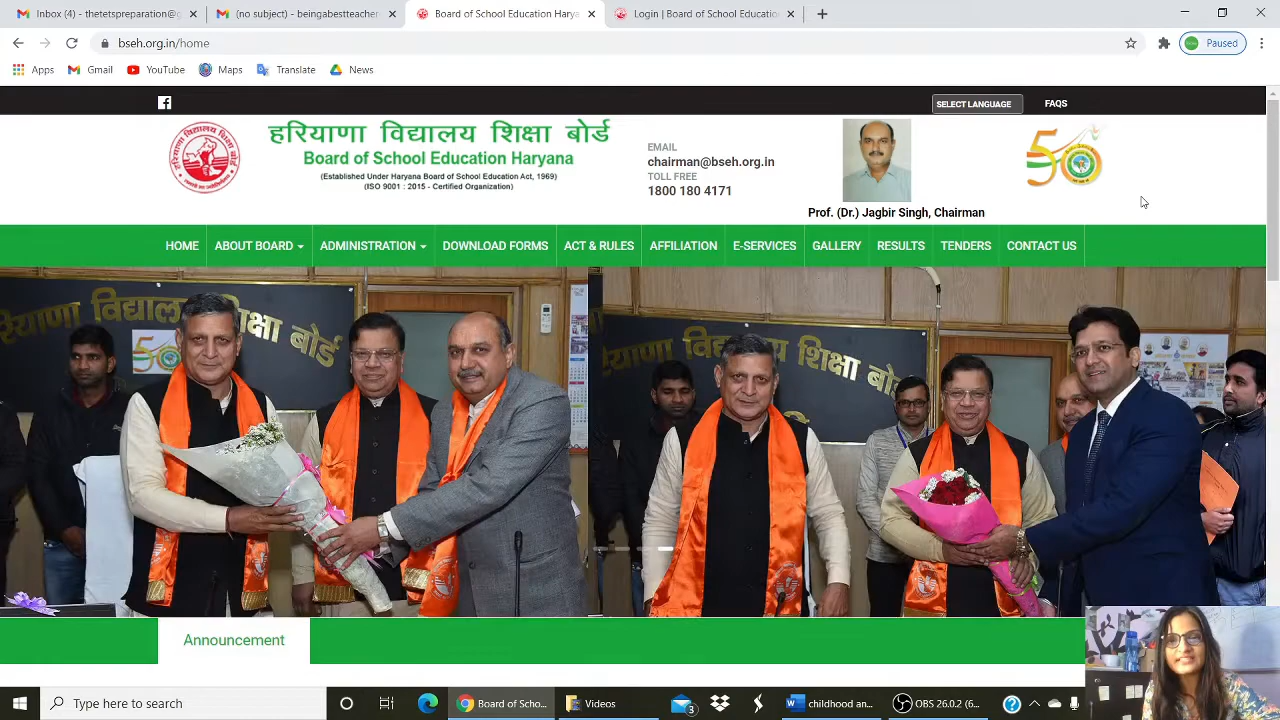 Inbox (4) - thetetspreparation@g
(no subject) - beingabestteacher
Board of School Education Harya
Login | Board of School Educatio
bseh.org.in/home
Paused
Apps
Gmail
YouTube
Maps
Translate
News
SELECT LANGUAGE
FAQS
हरियाणा विद्यालय शिक्षा बोर्ड
Board of School Education Haryana
(Established Under Haryana Board of School Education Act, 1969)
(ISO 9001 : 2015 - Certified Organization)
EMAIL
chairman@bseh.org.in
TOLL FREE
1800 180 4171
50
Prof. (Dr.) Jagbir Singh, Chairman
HOME
ABOUT BOARD
ADMINISTRATION
DOWNLOAD FORMS
ACT & RULES
AFFILIATION
E-SERVICES
GALLERY
RESULTS
TENDERS
CONTACT US
शिक्षा बोर्ड
50
शिक्षा
Announcement
Type here to search
Board of Scho...
Videos
3
childhood an...
OBS 26.0.2 (6...